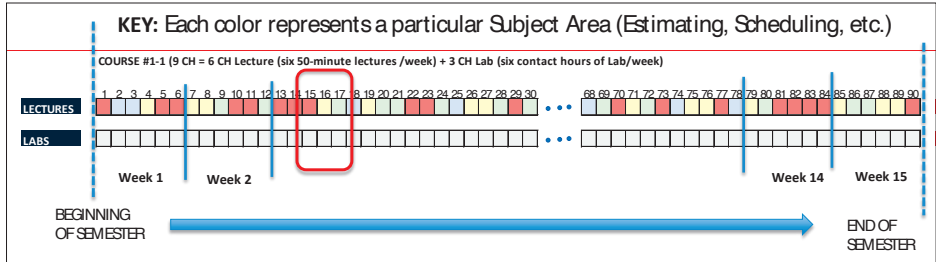 KEY: Each color represents a particular Subject Area (Estimating, Scheduling, etc.)
COURSE #1-1 (9 CH = 6 CH Lecture (six 50-minute lectures /week) + 3 CH Lab (six contact hours of Lab/week)
1 2 3 4 5 6 7 8 9 10 11 12 13 14 15 16 17 18 19 20 21 22 23 24 25 26 27 28 29 30 68 69 70 71 72 73 74 75 76 77 78 79 80 81 82 83 84 85 86 87 88 89 90
LECTURES
LABS
Week 1 Week 2 Week 14 Week 15
BEGINNING
OF SEMESTER
END OF
SEMESTER